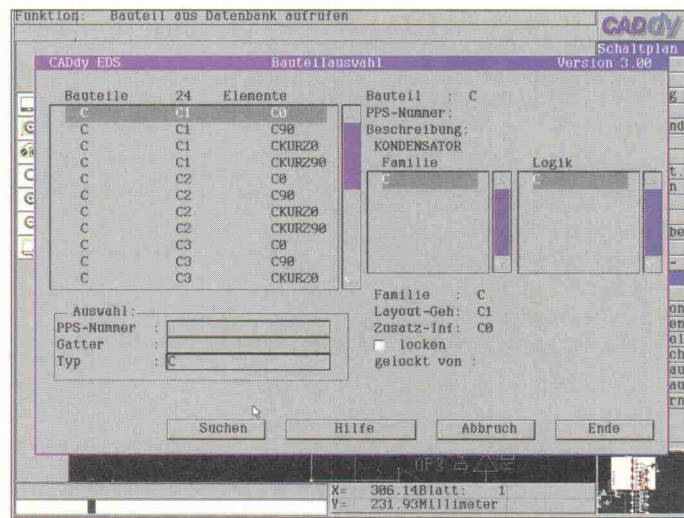 Funktion: Bauteil aus Datenbank aufrufen
CADdy
Schaltplan
CADdy EDS Bauteilauswahl Version 3.00
Bauteile 24 Elemente
C C1 C0
C C1 C90
C C1 CKURZ0
C C1 CKURZ90
C C2 C0
C C2 C90
C C2 CKURZ0
C C2 CKURZ90
C C3 C0
C C3 C90
C C3 CKURZ0
Bauteil : C
PPS-Nummer:
Beschreibung:
KONDENSATOR
Familie Logik
C C
Familie : C
Layout-Geh: C1
Zusatz-Inf: C0
locken
gelockt von :
Auswahl:
PPS-Nummer :
Gatter :
Typ : C
Suchen Hilfe Abbruch Ende
OP3
X= 306.14 Blatt: 1
Y= 231.93 Millimeter